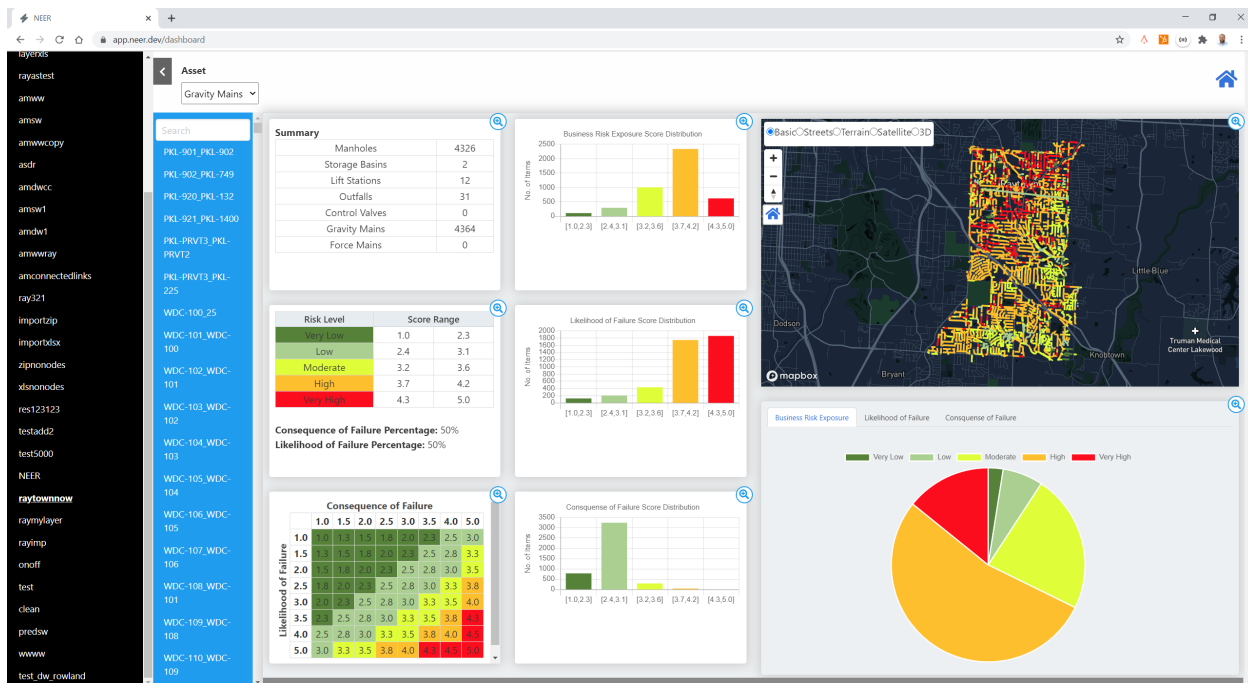 NEER
app.neer.dev/dashboard
layerxls
rayastest
amww
amsw
amwwcopy
asdr
amdwcc
amsw1
amdw1
amwwray
amconnectedlinks
ray321
importzip
importxlsx
zipnonodes
xlsnonodes
res123123
testadd2
test5000
NEER
raytownnow
raymylayer
rayimp
onoff
test
clean
predsw
wwww
test_dw_rowland
Asset
Gravity Mains
Search
PKL-901_PKL-902
PKL-902_PKL-749
PKL-920_PKL-132
PKL-921_PKL-1400
PKL-PRVT3_PKL-
PRVT2
PKL-PRVT3_PKL-
225
WDC-100_25
WDC-101_WDC-
100
WDC-102_WDC-
101
WDC-103_WDC-
102
WDC-104_WDC-
103
WDC-105_WDC-
104
WDC-106_WDC-
105
WDC-107_WDC-
106
WDC-108_WDC-
101
WDC-109_WDC-
108
WDC-110_WDC-
109
Summary
Manholes 4326
Storage Basins 2
Lift Stations 12
Outfalls 31
Control Valves 0
Gravity Mains 4364
Force Mains 0
Risk Level Score Range
Very Low 1.0 2.3
Low 2.4 3.1
Moderate 3.2 3.6
High 3.7 4.2
Very High 4.3 5.0
Consequence of Failure Percentage: 50%
Likelihood of Failure Percentage: 50%
Consequence of Failure
Likelihood of Failure
1.0 1.5 2.0 2.5 3.0 3.5 4.0 5.0
1.0 1.0 1.3 1.5 1.8 2.0 2.3 2.5 3.0
1.5 1.3 1.5 1.8 2.0 2.3 2.5 2.8 3.3
2.0 1.5 1.8 2.0 2.3 2.5 2.8 3.0 3.5
2.5 1.8 2.0 2.3 2.5 2.8 3.0 3.3 3.8
3.0 2.0 2.3 2.5 2.8 3.0 3.3 3.5 4.0
3.5 2.3 2.5 2.8 3.0 3.3 3.5 3.8 4.3
4.0 2.5 2.8 3.0 3.3 3.5 3.8 4.0 4.5
5.0 3.0 3.3 3.5 3.8 4.0 4.3 4.5 5.0
Business Risk Exposure Score Distribution
No. of Items
2500
2000
1500
1000
500
0
[1.0,2.3] [2.4,3.1] [3.2,3.6] [3.7,4.2] [4.3,5.0]
Likelihood of Failure Score Distribution
No. of Items
2000
1800
1600
1400
1200
1000
800
600
400
200
0
[1.0,2.3] [2.4,3.1] [3.2,3.6] [3.7,4.2] [4.3,5.0]
Consquence of Failure Score Distribution
No. of Items
3500
3000
2500
2000
1500
1000
500
0
[1.0,2.3] [2.4,3.1] [3.2,3.6] [3.7,4.2] [4.3,5.0]
Basic Streets Terrain Satellite 3D
Little Blue
Dodson
Truman Medical
Center Lakewood
Knobtown
Bryant
mapbox
Business Risk Exposure Likelihood of Failure Consquense of Failure
Very Low Low Moderate High Very High